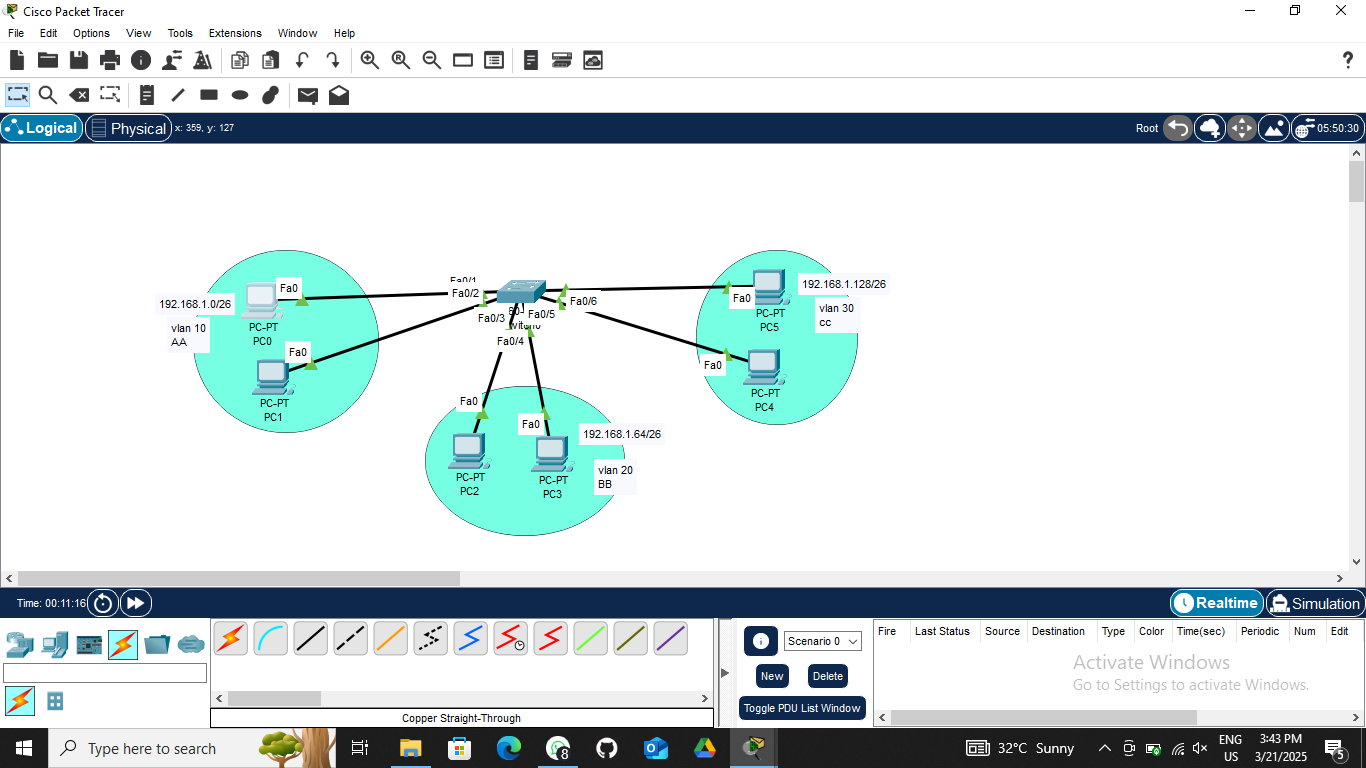 Cisco Packet Tracer
File Edit Options View Tools Extensions Window Help
Logical Physical x: 359, y: 127 Root 05:50:30
Fa0/1
Fa0 Fa0/2 Fa0/6 Fa0 192.168.1.128/26
192.168.1.0/26 Fa0/3 Fa0/5
vlan 10 PC-PT PC-PT vlan 30
AA PC0 PC5 cc
Fa0 Fa0/4 Fa0
PC-PT PC-PT
PC1 PC4
Fa0 Fa0 192.168.1.64/26
PC-PT PC-PT vlan 20
PC2 PC3 BB
Time: 00:11:16 Realtime Simulation
Scenario 0 Fire Last Status Source Destination Type Color Time(sec) Periodic Num Edit
New Delete
Toggle PDU List Window
Activate Windows
Go to Settings to activate Windows.
Copper Straight-Through
Type here to search 8 32°C Sunny ENG 3:43 PM
US 3/21/2025 5